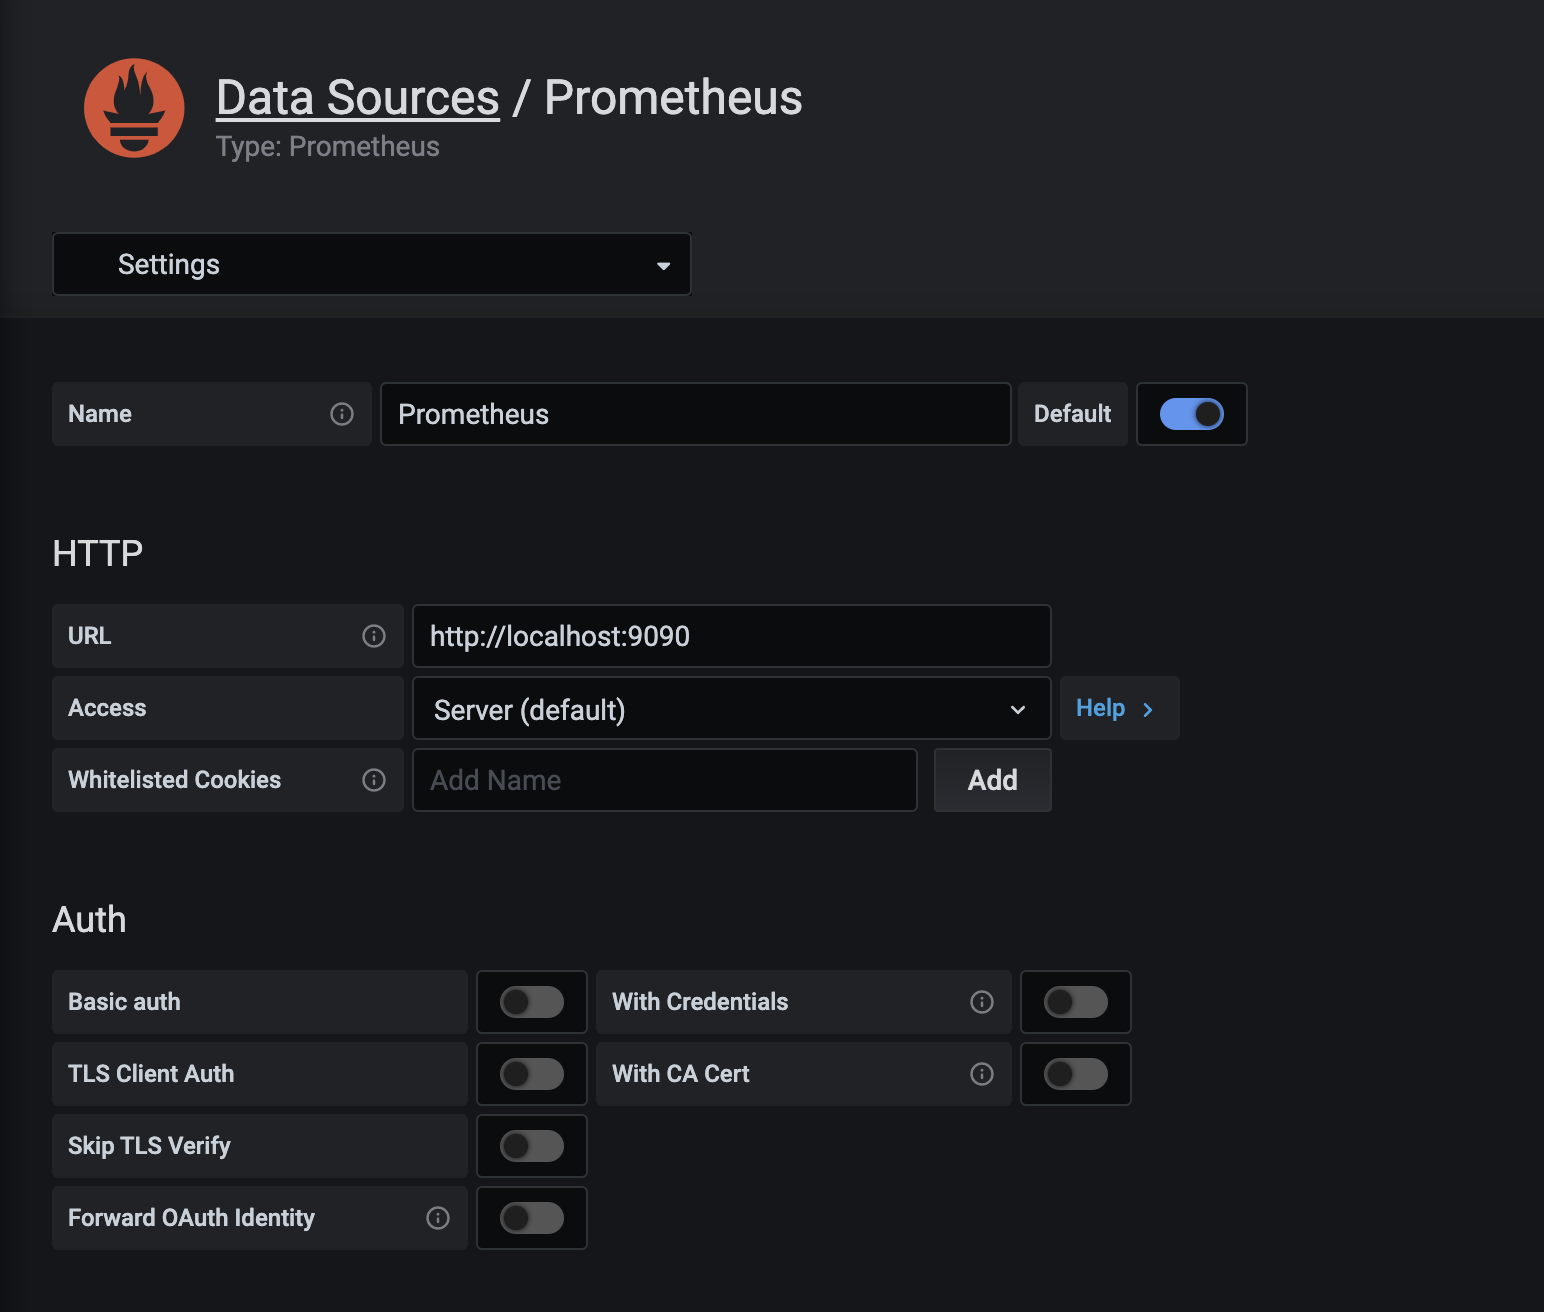 Data Sources / Prometheus
Type: Prometheus
Settings
Name Prometheus Default
HTTP
URL http://localhost:9090
Access Server (default) Help
Whitelisted Cookies Add Name Add
Auth
Basic auth With Credentials
TLS Client Auth With CA Cert
Skip TLS Verify
Forward OAuth Identity